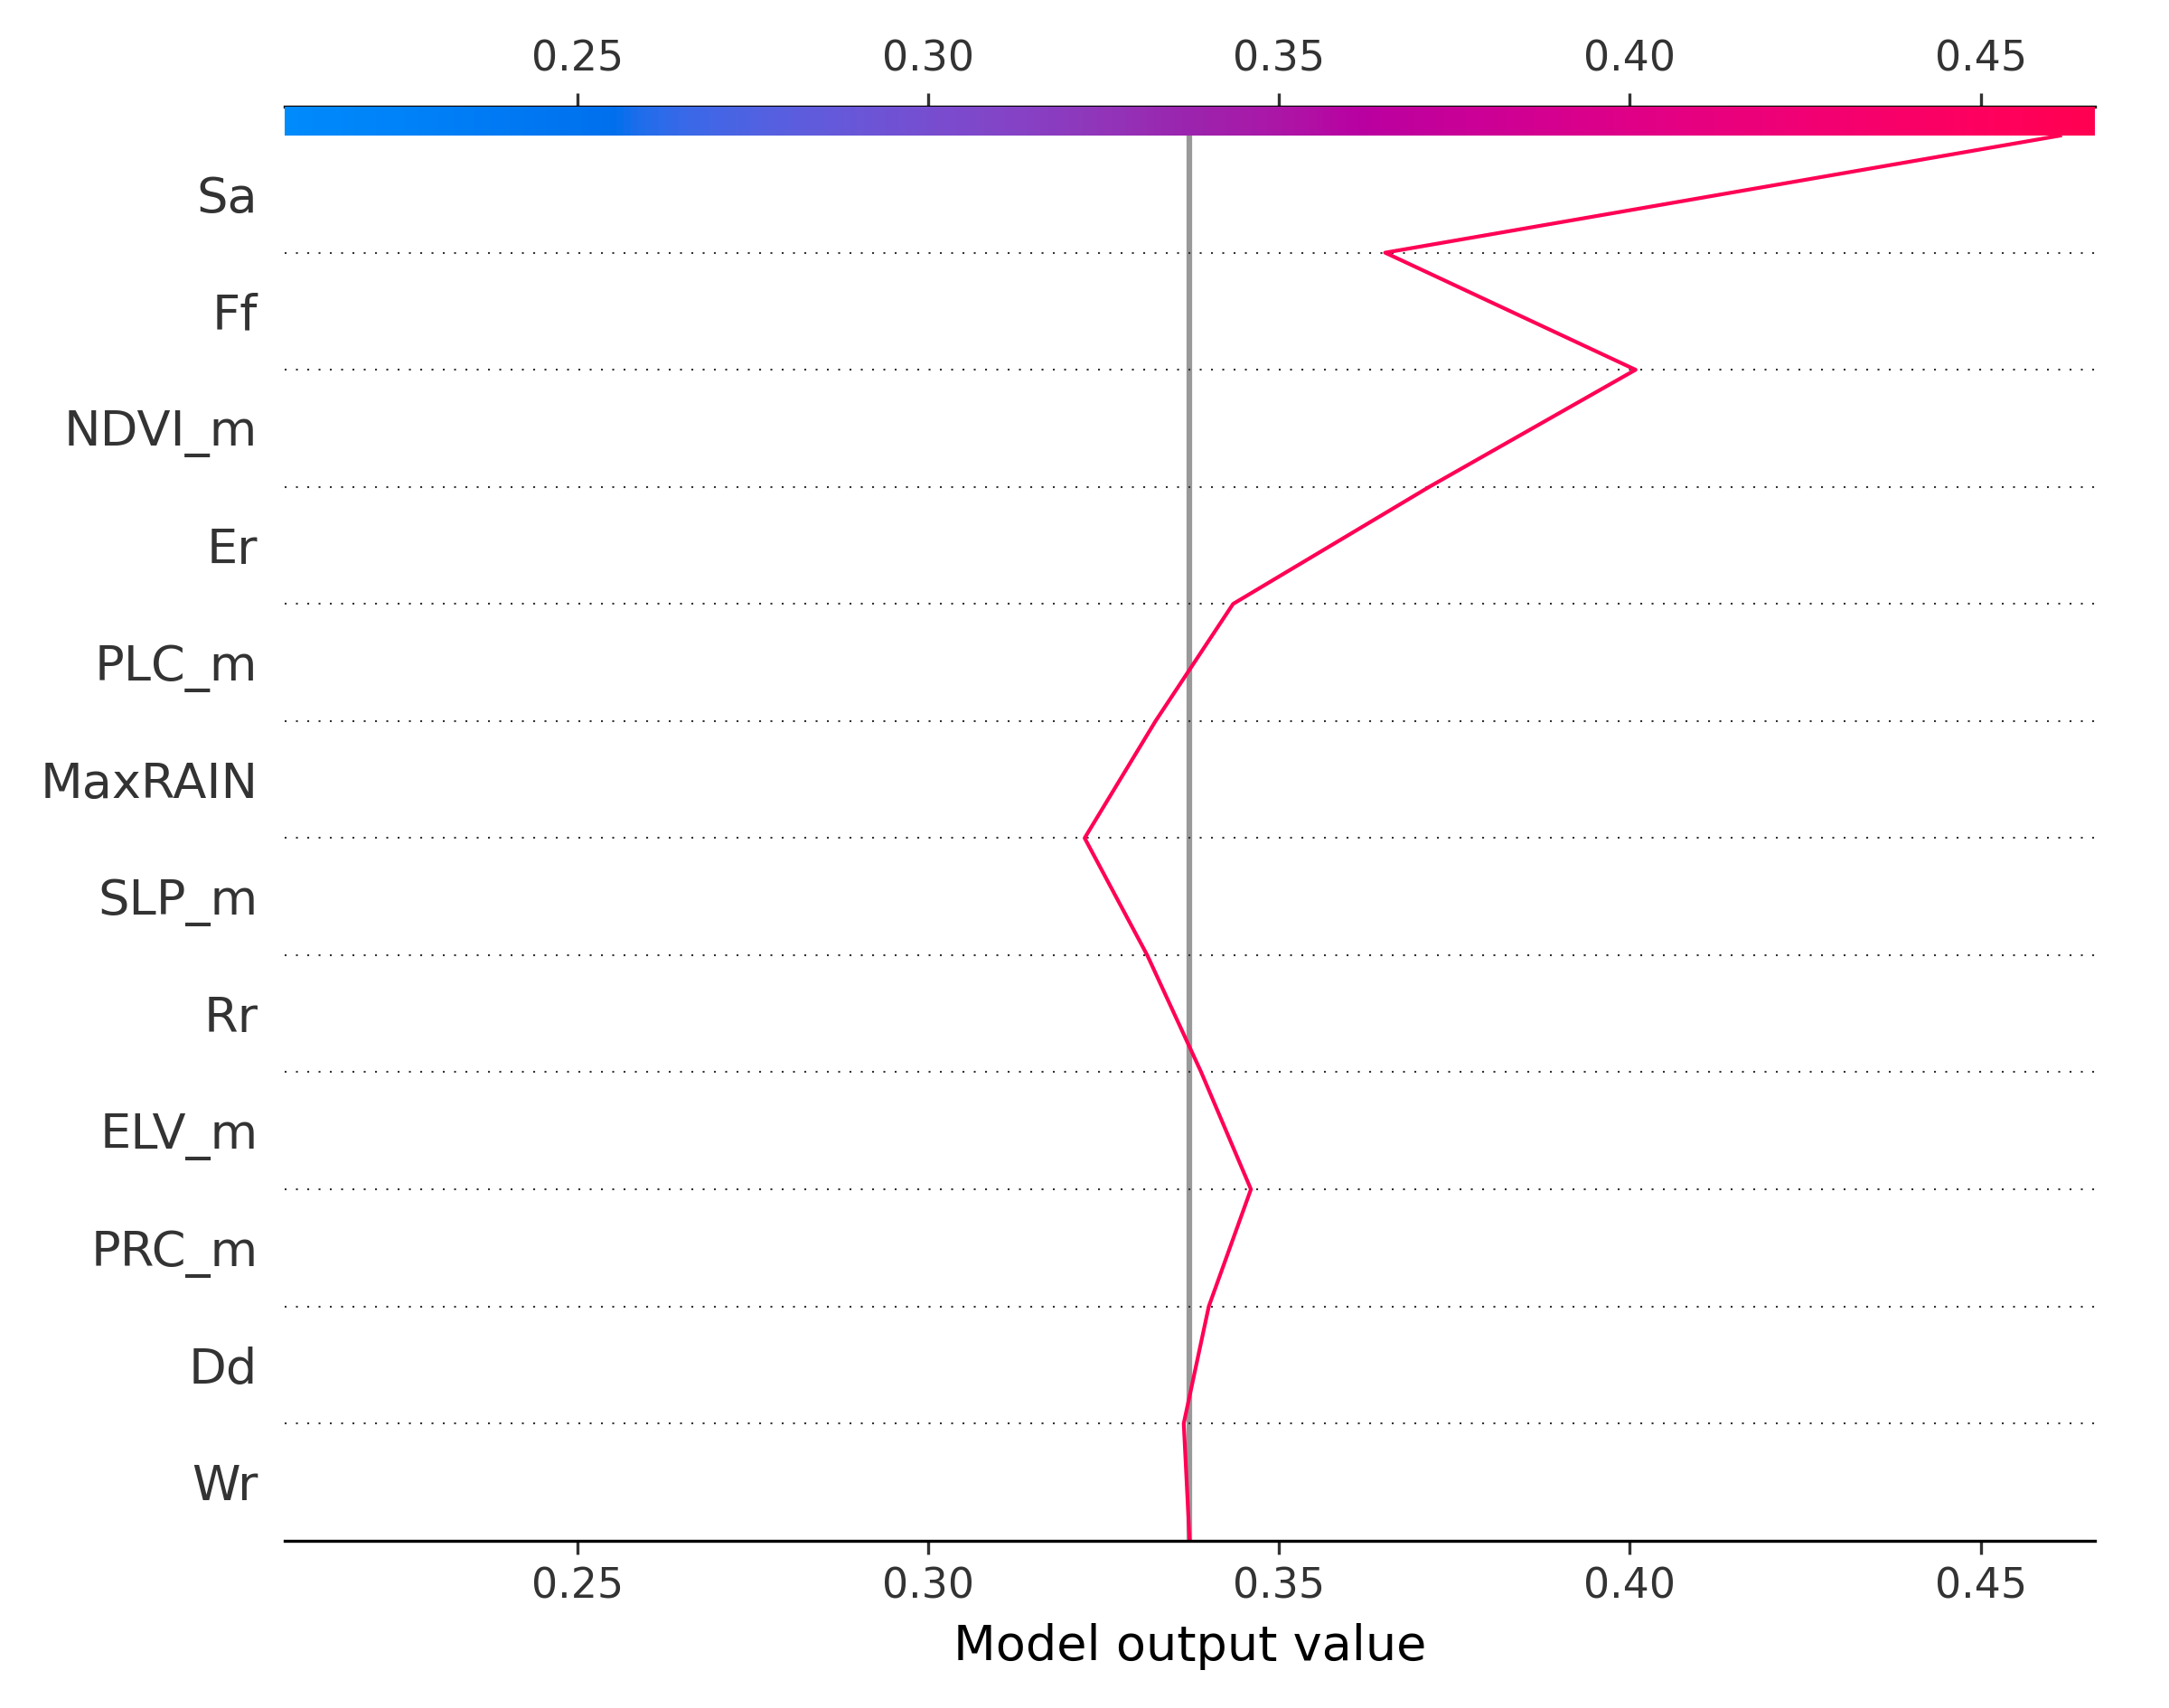 0.25 0.30 0.35 0.40 0.45
Sa
Ff
NDVI_m
Er
PLC_m
MaxRAIN
SLP_m
Rr
ELV_m
PRC_m
Dd
Wr
0.25 0.30 0.35 0.40 0.45
Model output value